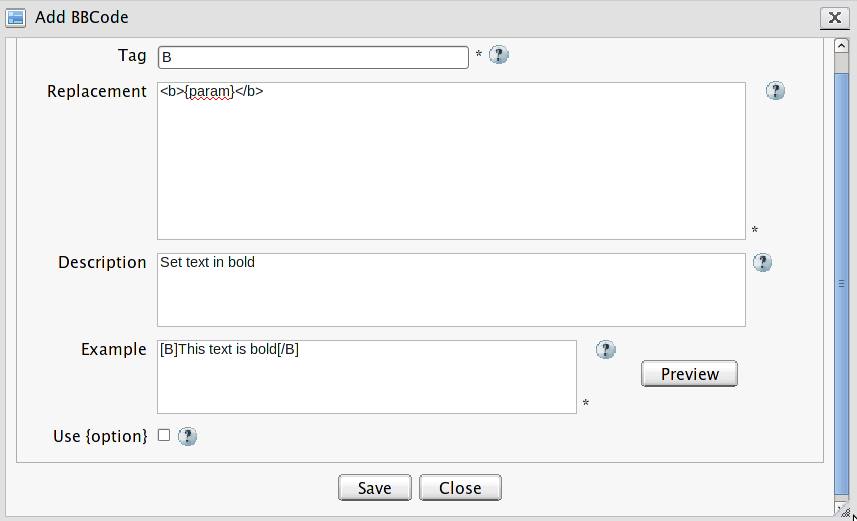 Add BBCode
Tag B * ?
Replacement <b>{param}</b> ?
*
Description Set text in bold ?
Example [B]This text is bold[/B] ?
Preview
*
Use {option} ?
Save Close